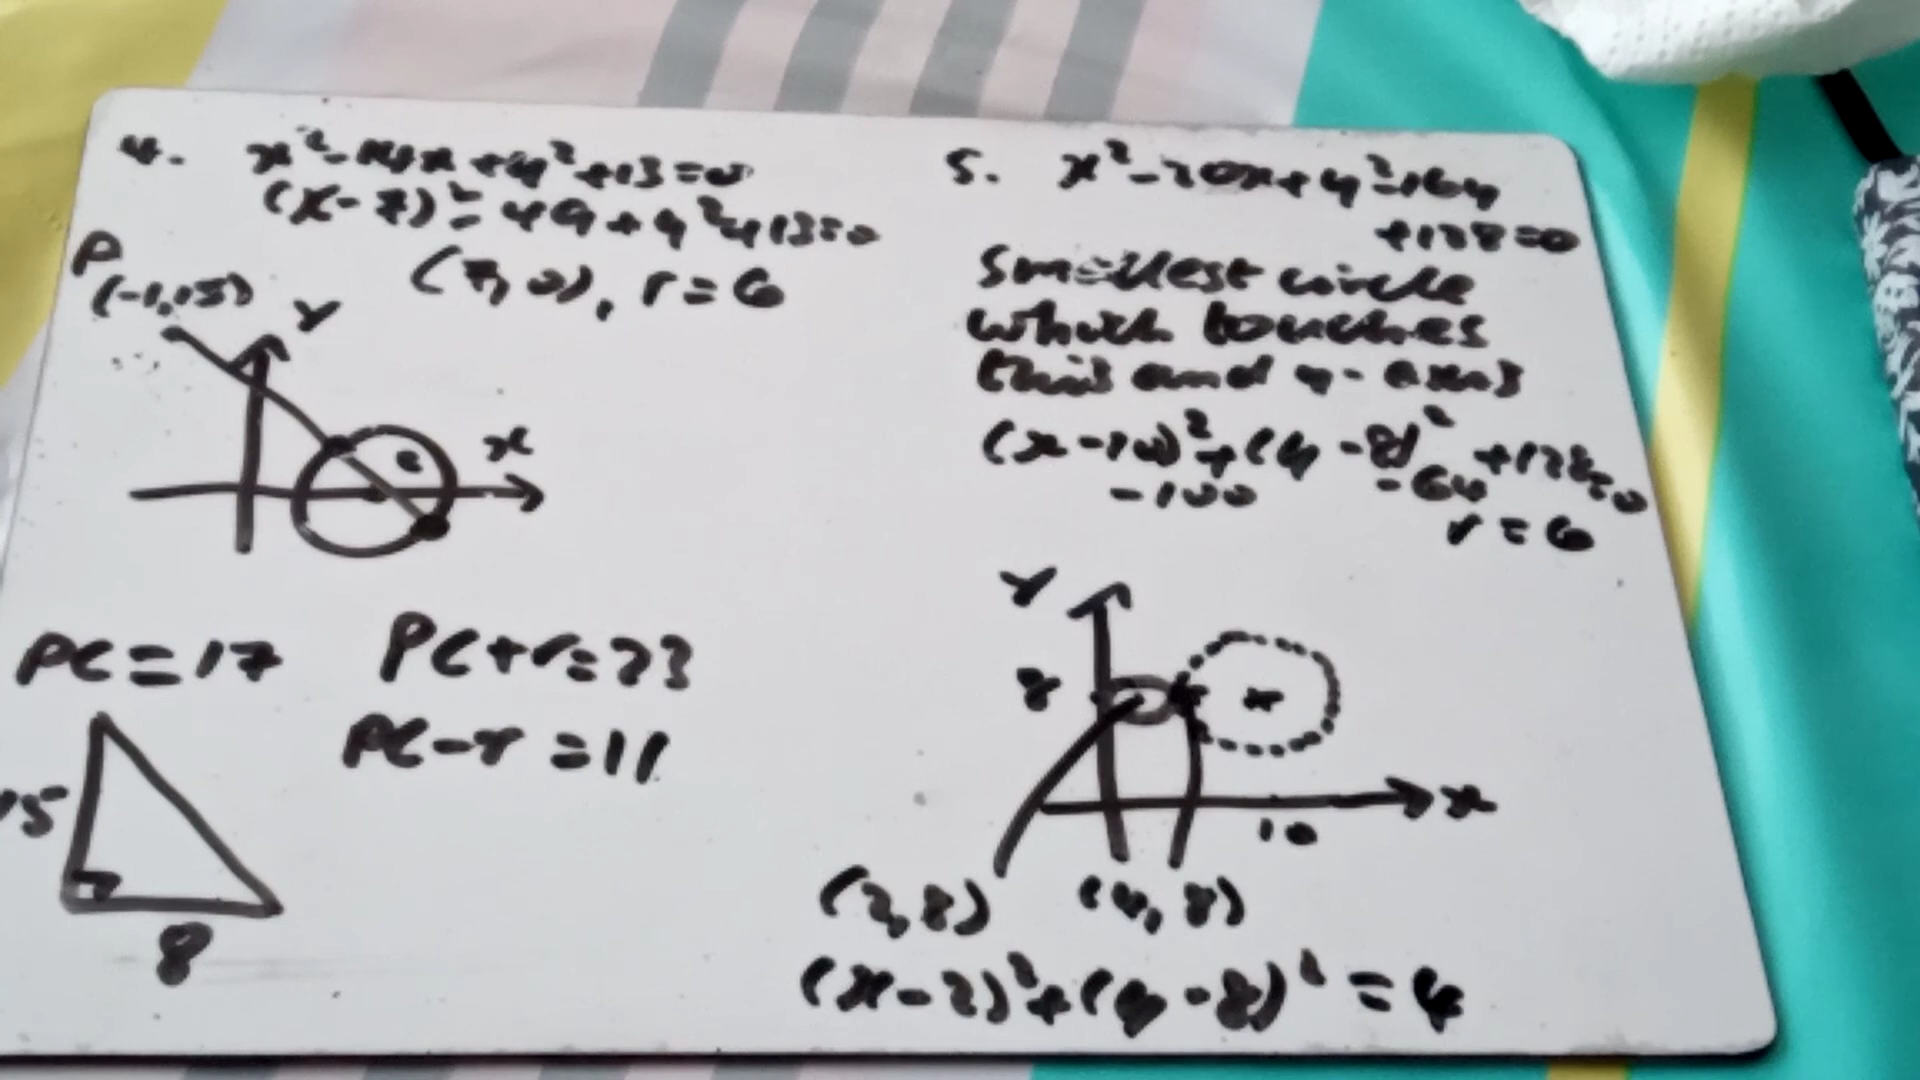 4. x² - 14x + y² + 13 = 0
(x - 7)² - 49 + y² + 13 = 0
(7, 0), r = 6
P
(-1, 15)
Y
C
x
PC = 17
PC + r = 23
PC - r = 11
15
8
5. x² - 20x + y² - 16y
+ 128 = 0
Smallest circle
which touches
this and y-axis
(x - 10)² + (y - 8)² + 128 = 0
- 100 - 64
r = 6
Y
8
x
10
(2, 8) (4, 8)
(x - 2)² + (y - 8)² = 4